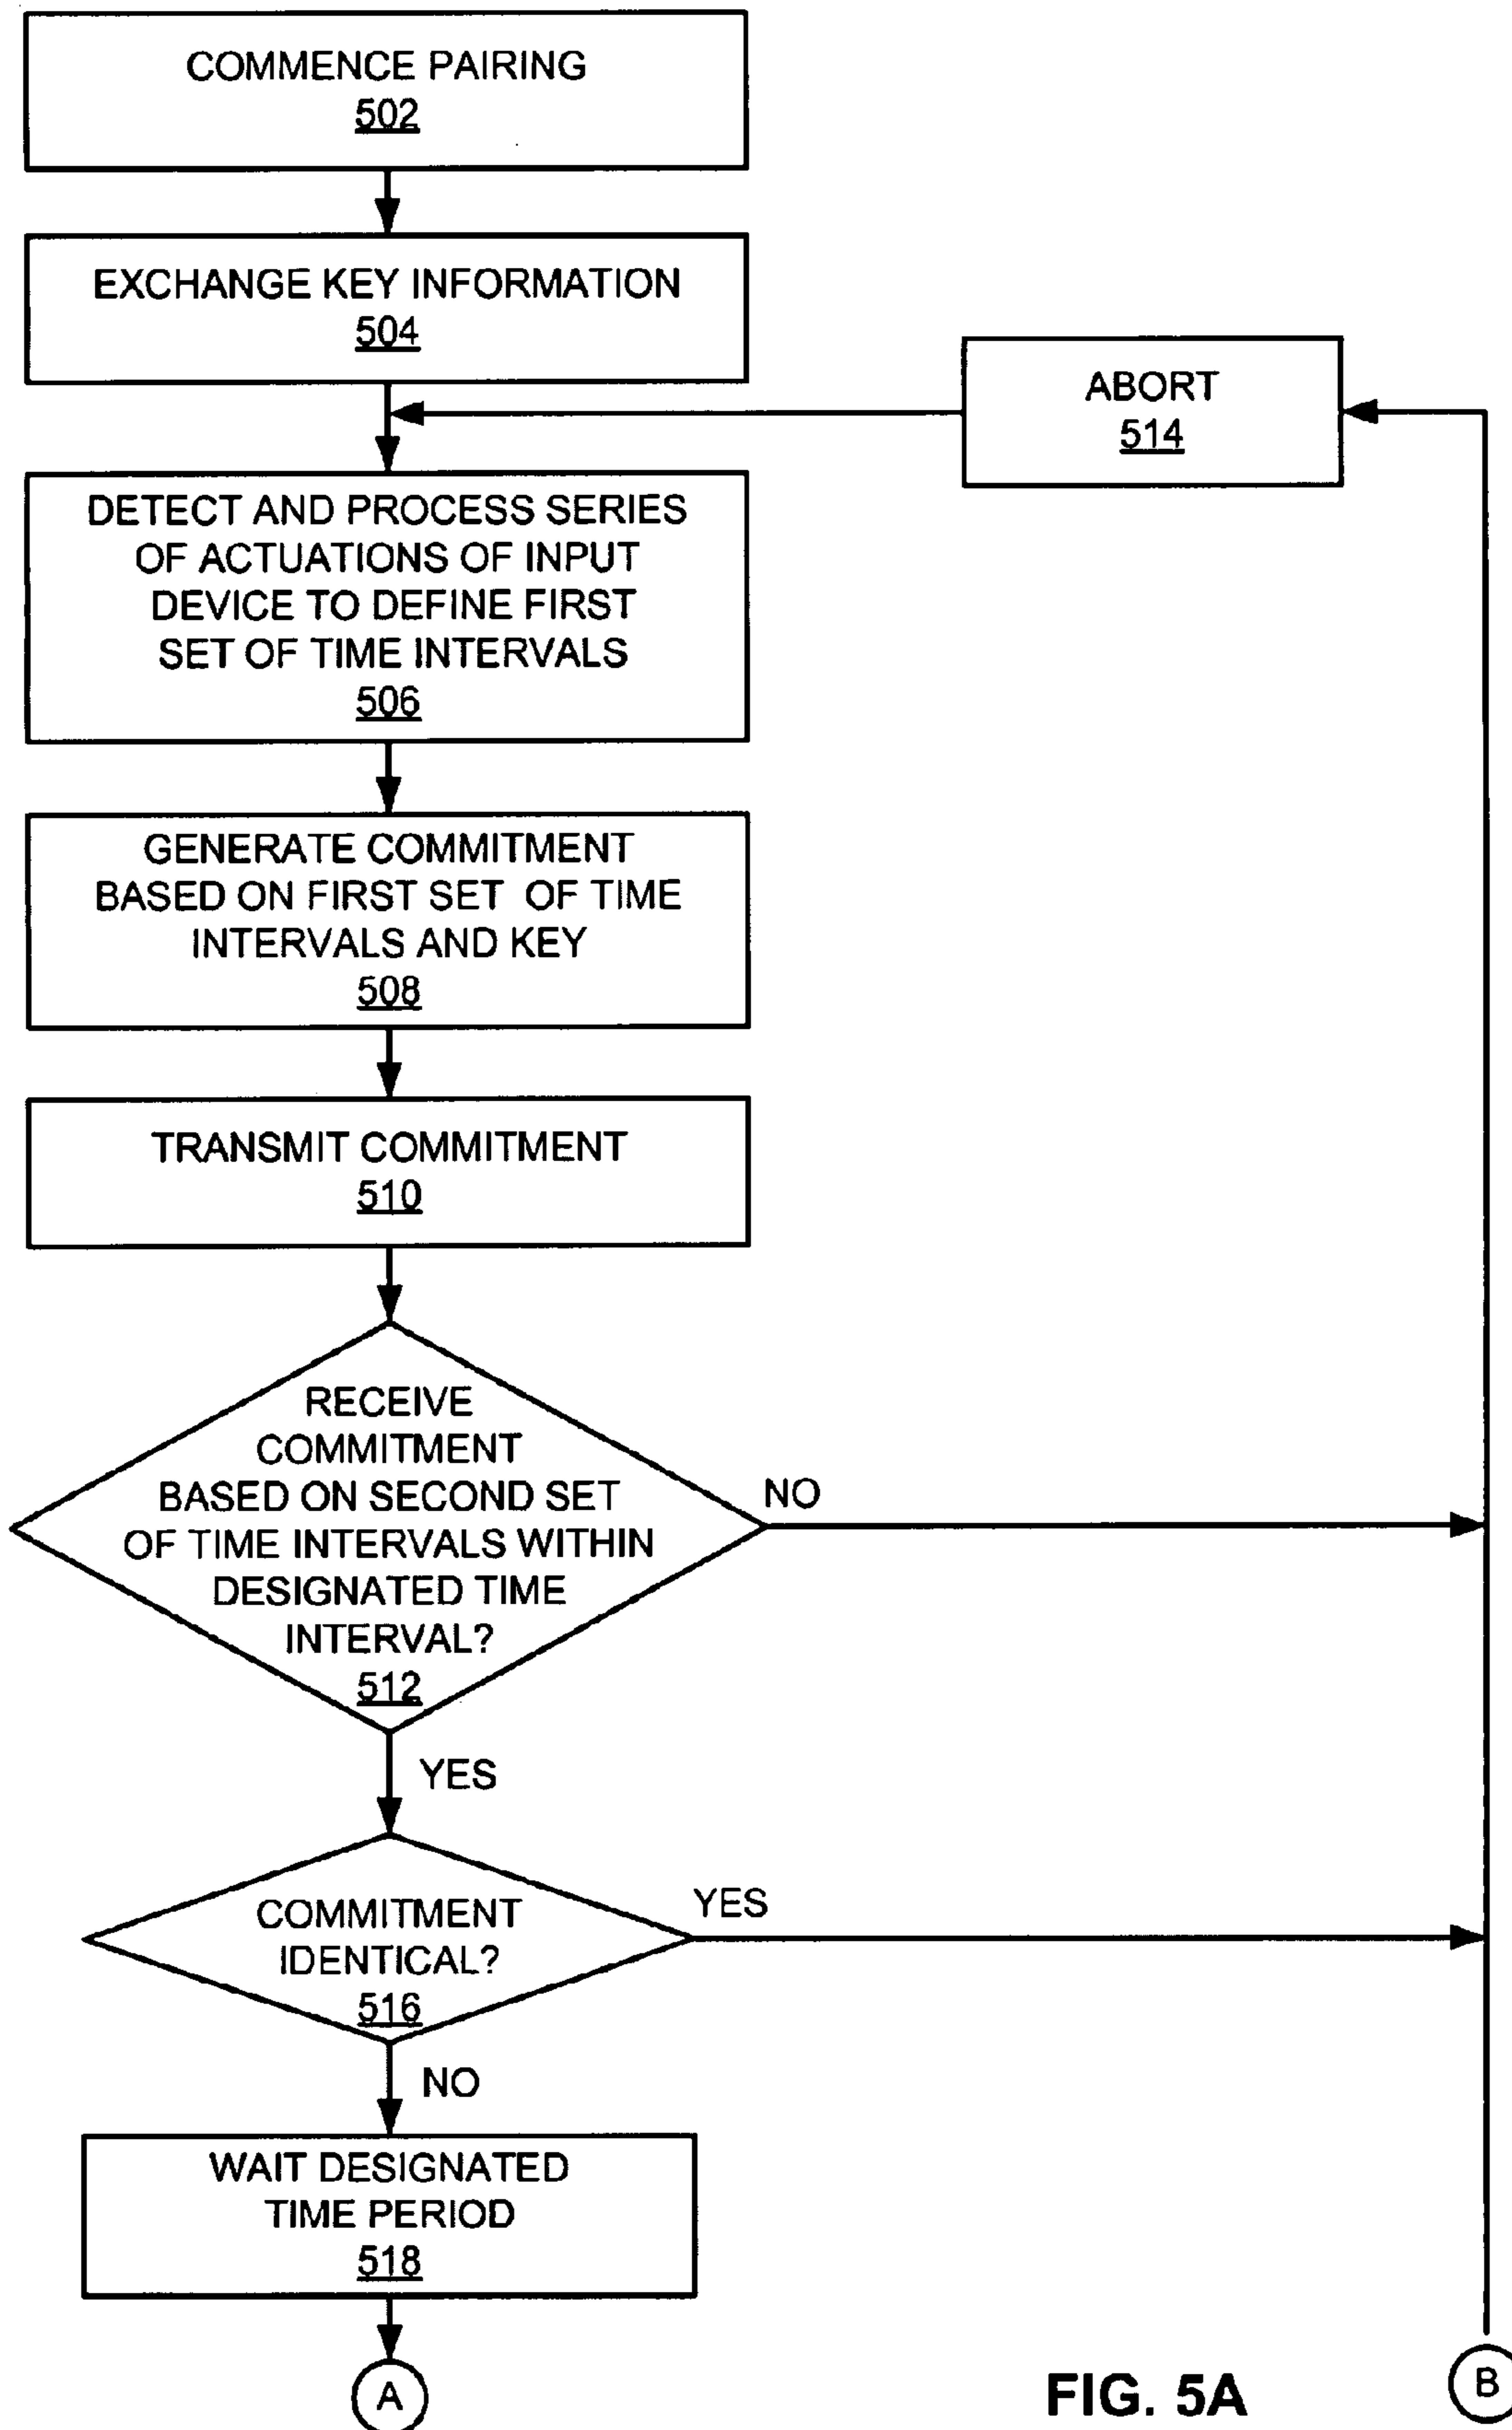 COMMENCE PAIRING
502
EXCHANGE KEY INFORMATION
504
ABORT
514
DETECT AND PROCESS SERIES
OF ACTUATIONS OF INPUT
DEVICE TO DEFINE FIRST
SET OF TIME INTERVALS
506
GENERATE COMMITMENT
BASED ON FIRST SET OF TIME
INTERVALS AND KEY
508
TRANSMIT COMMITMENT
510
RECEIVE
COMMITMENT
BASED ON SECOND SET
OF TIME INTERVALS WITHIN
DESIGNATED TIME
INTERVAL?
512
NO
YES
COMMITMENT
IDENTICAL?
516
YES
NO
WAIT DESIGNATED
TIME PERIOD
518
A
FIG. 5A
B